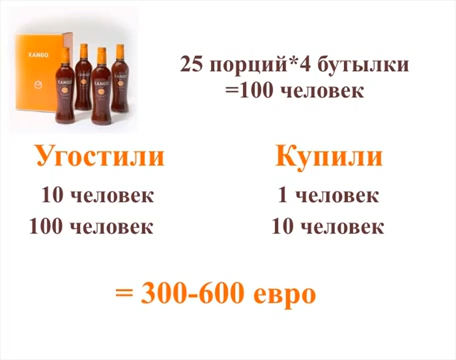 XANGO
25 порций*4 бутылки
=100 человек
Угостили
Купили
10 человек
1 человек
100 человек
10 человек
= 300-600 евро